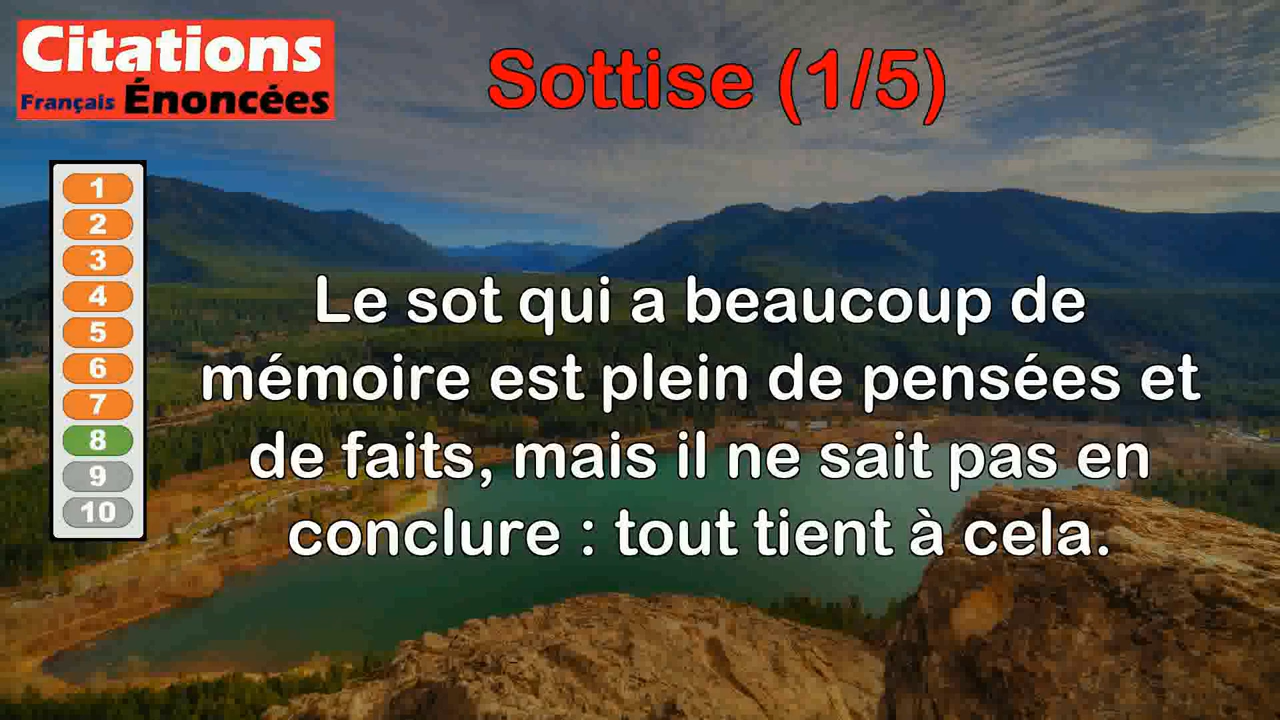 Citations
Français Énoncées
Sottise (1/5)
1
2
3
4
5
6
7
8
9
10
Le sot qui a beaucoup de
mémoire est plein de pensées et
de faits, mais il ne sait pas en
conclure : tout tient à cela.